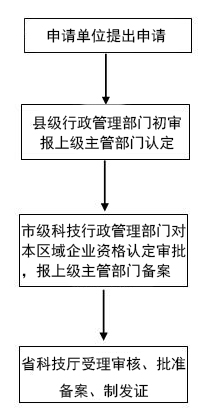 申请单位提出申请
县级行政管理部门初审
报上级主管部门认定
市级科技行政管理部门对
本区域企业资格认定审批
，报上级主管部门备案
省科技厅受理审核、批准
备案、制发证